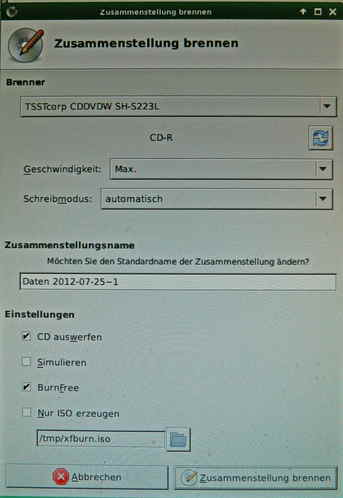 Zusammenstellung brennen
Zusammenstellung brennen
Brenner
TSSTcorp CDDVDW SH-S223L
CD-R
Geschwindigkeit: Max.
Schreibmodus: automatisch
Zusammenstellungsname
Möchten Sie den Standardname der Zusammenstellung ändern?
Daten 2012-07-25~1
Einstellungen
CD auswerfen
Simulieren
BurnFree
Nur ISO erzeugen
/tmp/xfburn.iso
Abbrechen Zusammenstellung brennen